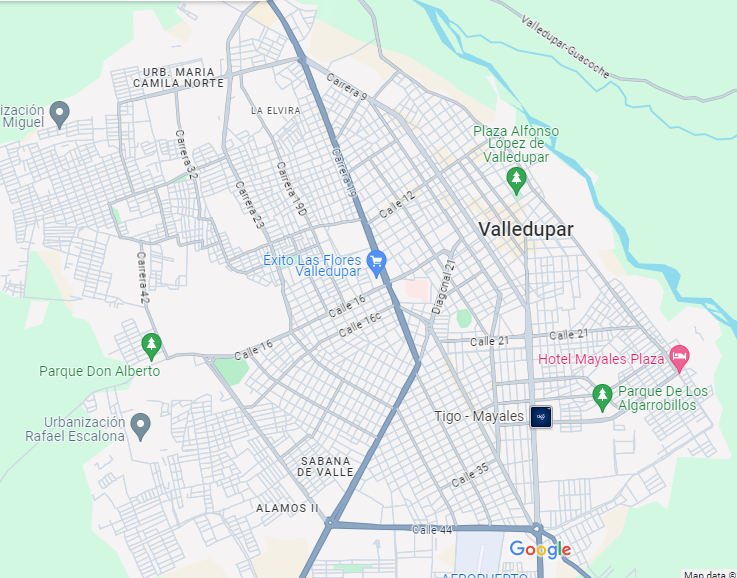 Valledupar-Guacoche
URB. MARIA
CAMILA NORTE
Carrera 9
ización
Miguel
LA ELVIRA
Plaza Alfonso
López de
Valledupar
Carrera 32
Carrera 19
Carrera 19D
Carrera 23
Calle 12
Valledupar
Éxito Las Flores
Valledupar
Carrera 42
Diagonal 21
Calle 16
Calle 16c
Calle 16
Calle 21
Calle 21
Hotel Mayales Plaza
Parque Don Alberto
Parque De Los
Algarrobillos
Tigo - Mayales
Urbanización
Rafael Escalona
SABANA
DE VALLE
Calle 35
ALAMOS II
Calle 44
Google
AEROPUERTO
Map data ©